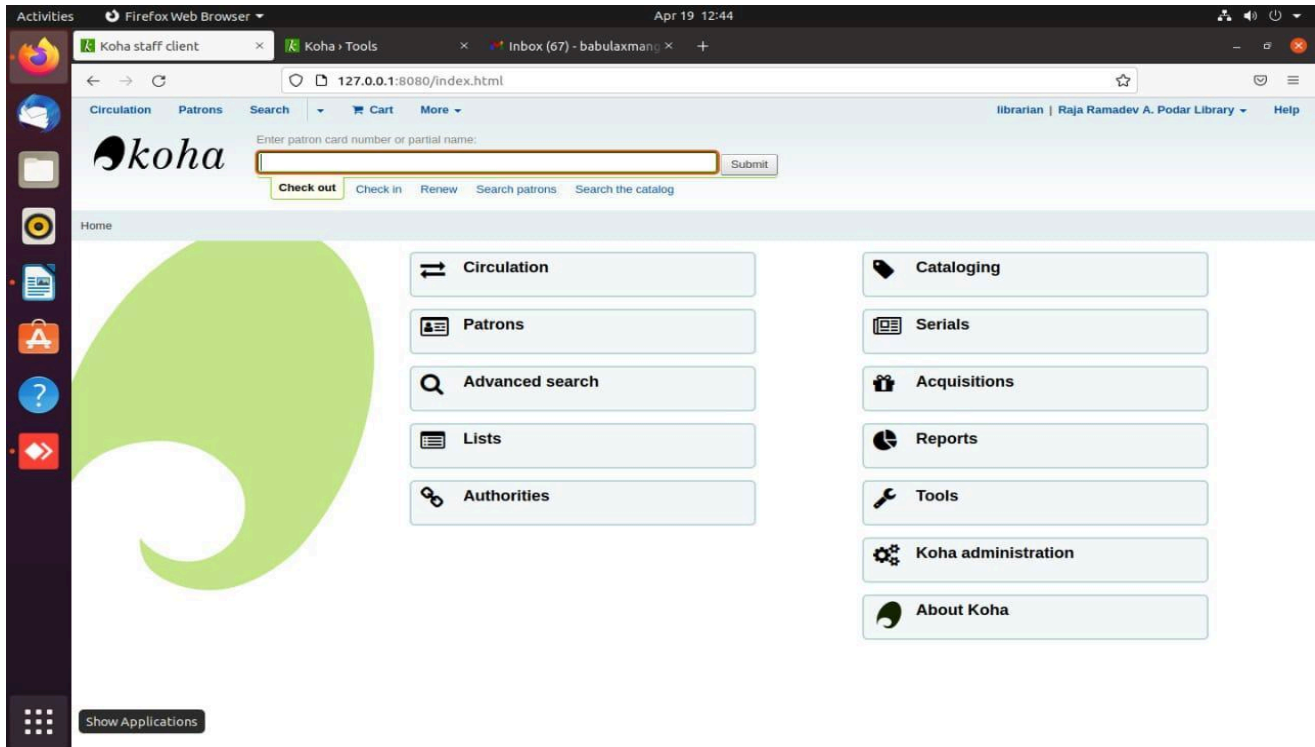 Activities Firefox Web Browser Apr 19 12:44
Koha staff client Koha › Tools Inbox (67) - babulaxmang
127.0.0.1:8080/index.html
Circulation Patrons Search Cart More librarian | Raja Ramadev A. Podar Library Help
koha
Enter patron card number or partial name:
Submit
Check out Check in Renew Search patrons Search the catalog
Home
Circulation Cataloging
Patrons Serials
Advanced search Acquisitions
Lists Reports
Authorities Tools
Koha administration
About Koha
Show Applications